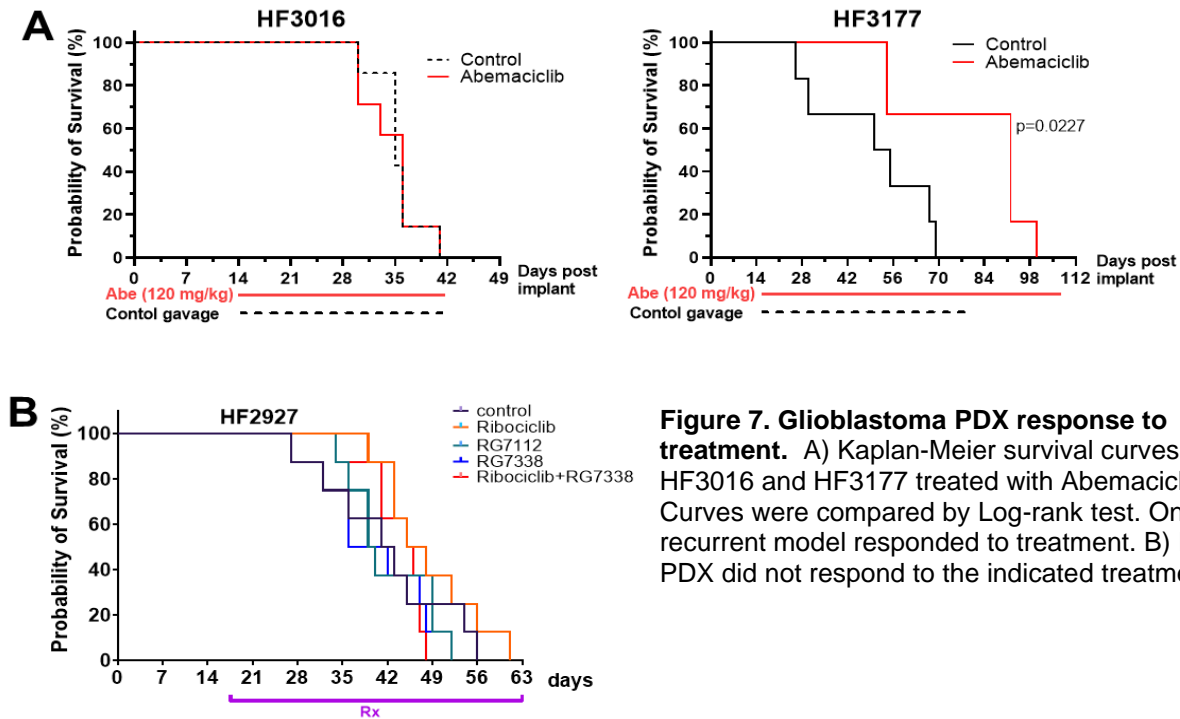 A
HF3016
Probability of Survival (%)
100
80
60
40
20
0
Control
Abemaciclib
0 7 14 21 28 35 42 49
Days post
implant
Abe (120 mg/kg)
Contol gavage
HF3177
Probability of Survival (%)
100
80
60
40
20
0
Control
Abemaciclib
p=0.0227
0 14 28 42 56 70 84 98 112
Days post
implant
Abe (120 mg/kg)
Contol gavage
B
HF2927
Probability of Survival (%)
100
80
60
40
20
0
control
Ribociclib
RG7112
RG7338
Ribociclib+RG7338
0 7 14 21 28 35 42 49 56 63 days
Rx
Figure 7. Glioblastoma PDX response to
treatment. A) Kaplan-Meier survival curves
HF3016 and HF3177 treated with Abemacicl
Curves were compared by Log-rank test. On
recurrent model responded to treatment. B)
PDX did not respond to the indicated treatme